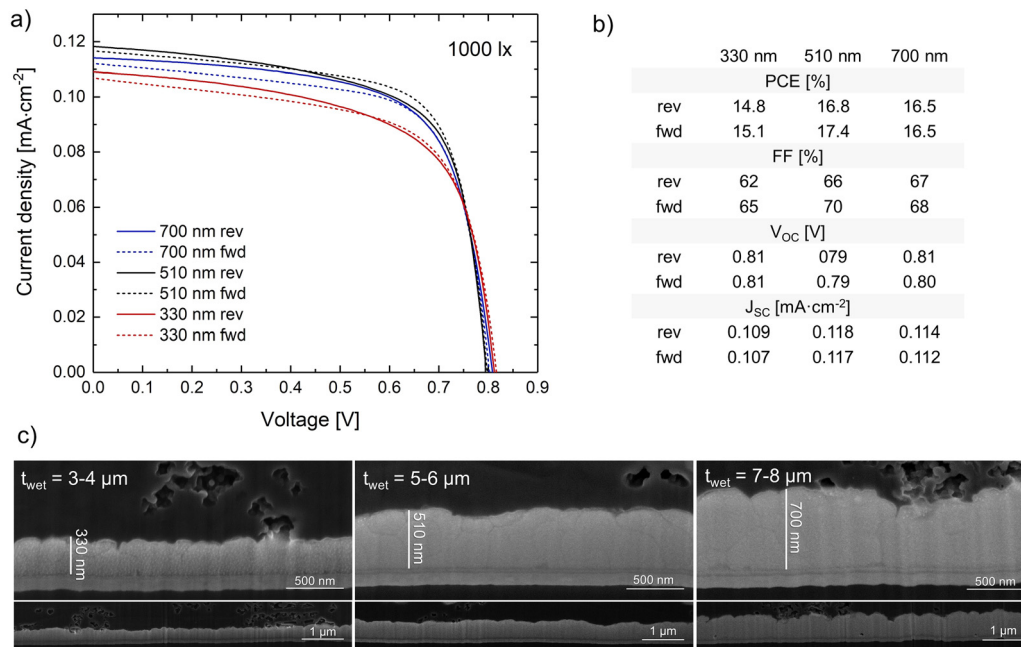 a)
1000 lx
0.12
0.10
0.08
0.06
0.04
0.02
0.00
Current density [mA·cm⁻²]
700 nm rev
700 nm fwd
510 nm rev
510 nm fwd
330 nm rev
330 nm fwd
0.0 0.1 0.2 0.3 0.4 0.5 0.6 0.7 0.8 0.9
Voltage [V]
b)
330 nm 510 nm 700 nm
PCE [%]
rev 14.8 16.8 16.5
fwd 15.1 17.4 16.5
FF [%]
rev 62 66 67
fwd 65 70 68
V_OC [V]
rev 0.81 079 0.81
fwd 0.81 0.79 0.80
J_SC [mA·cm⁻²]
rev 0.109 0.118 0.114
fwd 0.107 0.117 0.112
c)
t_wet = 3-4 µm
330 nm
500 nm
1 µm
t_wet = 5-6 µm
510 nm
500 nm
1 µm
t_wet = 7-8 µm
700 nm
500 nm
1 µm